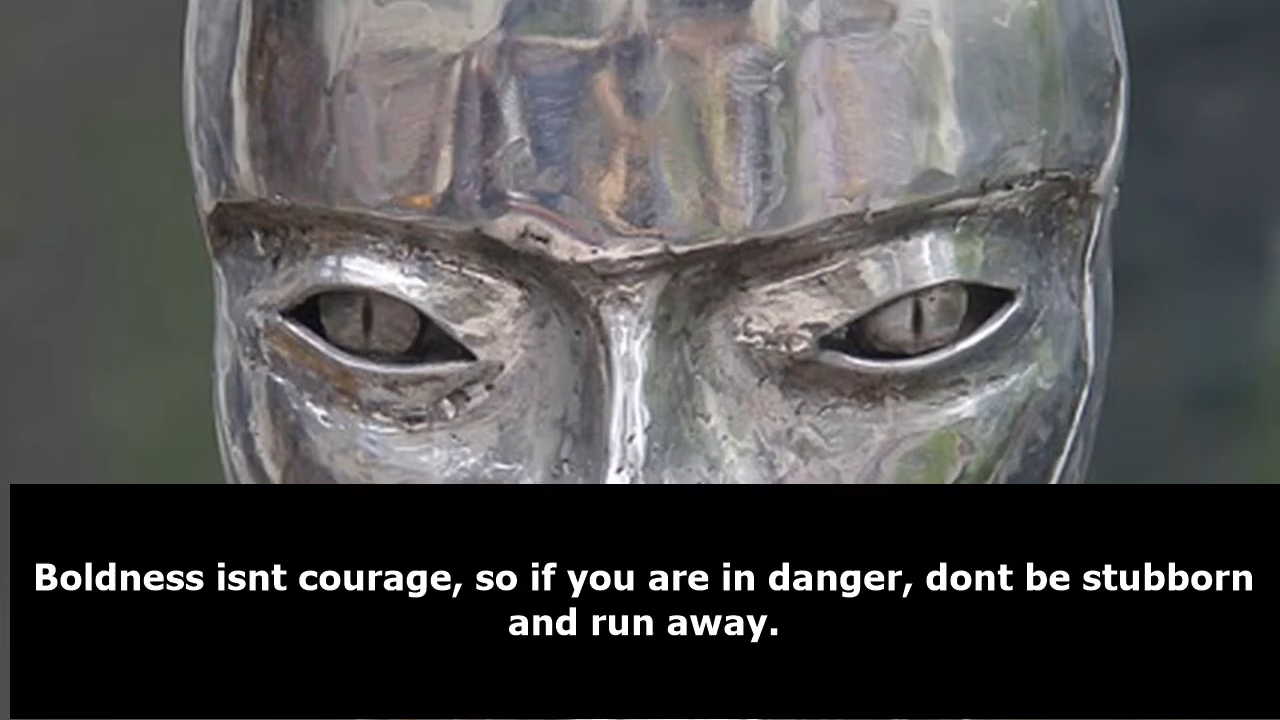 Boldness isnt courage, so if you are in danger, dont be stubborn
and run away.